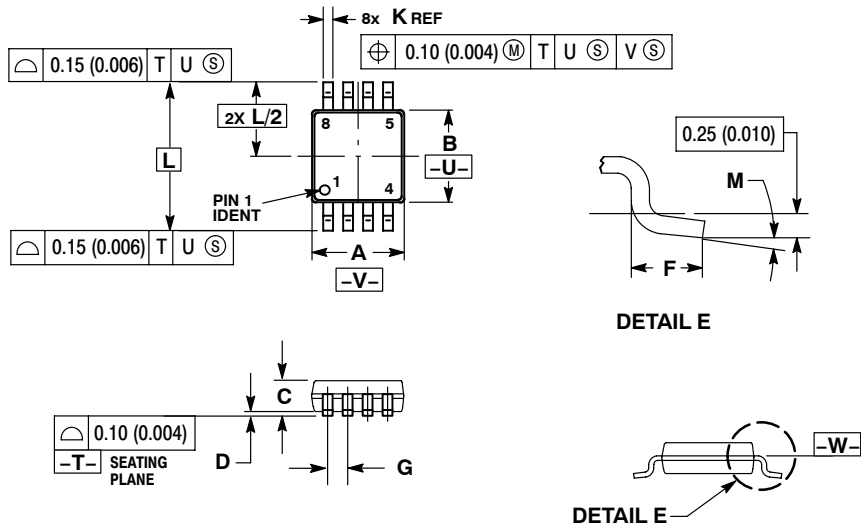 8x K REF
0.10 (0.004) Ⓜ T U Ⓢ V Ⓢ
0.15 (0.006) T U Ⓢ
2X L/2
8 5
B
-U-
L
PIN 1
IDENT
1 4
0.15 (0.006) T U Ⓢ
A
-V-
0.25 (0.010)
M
F
DETAIL E
C
0.10 (0.004)
-T- SEATING
PLANE
D
G
-W-
DETAIL E